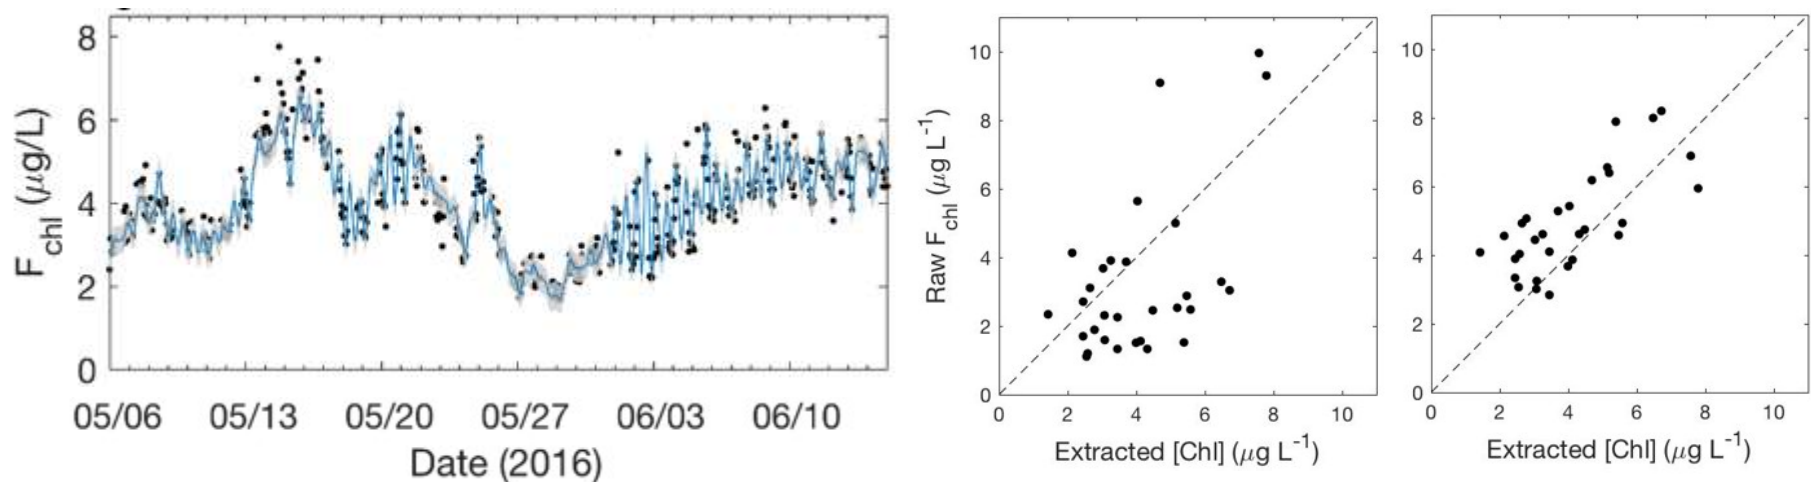 8
6
4
2
0
F_chl (μg/L)
05/06 05/13 05/20 05/27 06/03 06/10
Date (2016)
10
8
6
4
2
0
Raw F_chl (μg L^-1)
0 2 4 6 8 10
Extracted [Chl] (μg L^-1)
10
8
6
4
2
0
0 2 4 6 8 10
Extracted [Chl] (μg L^-1)